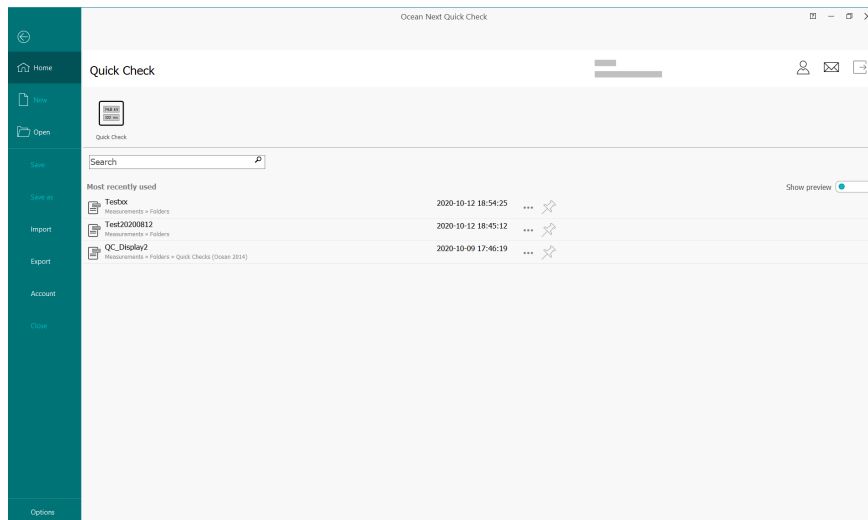 Ocean Next Quick Check
Home
New
Open
Save
Save as
Import
Export
Account
Close
Options
Quick Check
Quick Check
Search
Most recently used
Show preview
Testxx
2020-10-12 18:54:25
Measurements » Folders
Test20200812
2020-10-12 18:45:12
Measurements » Folders
QC_Display2
2020-10-09 17:46:19
Measurements » Folders » Quick Checks (Ocean 2014)